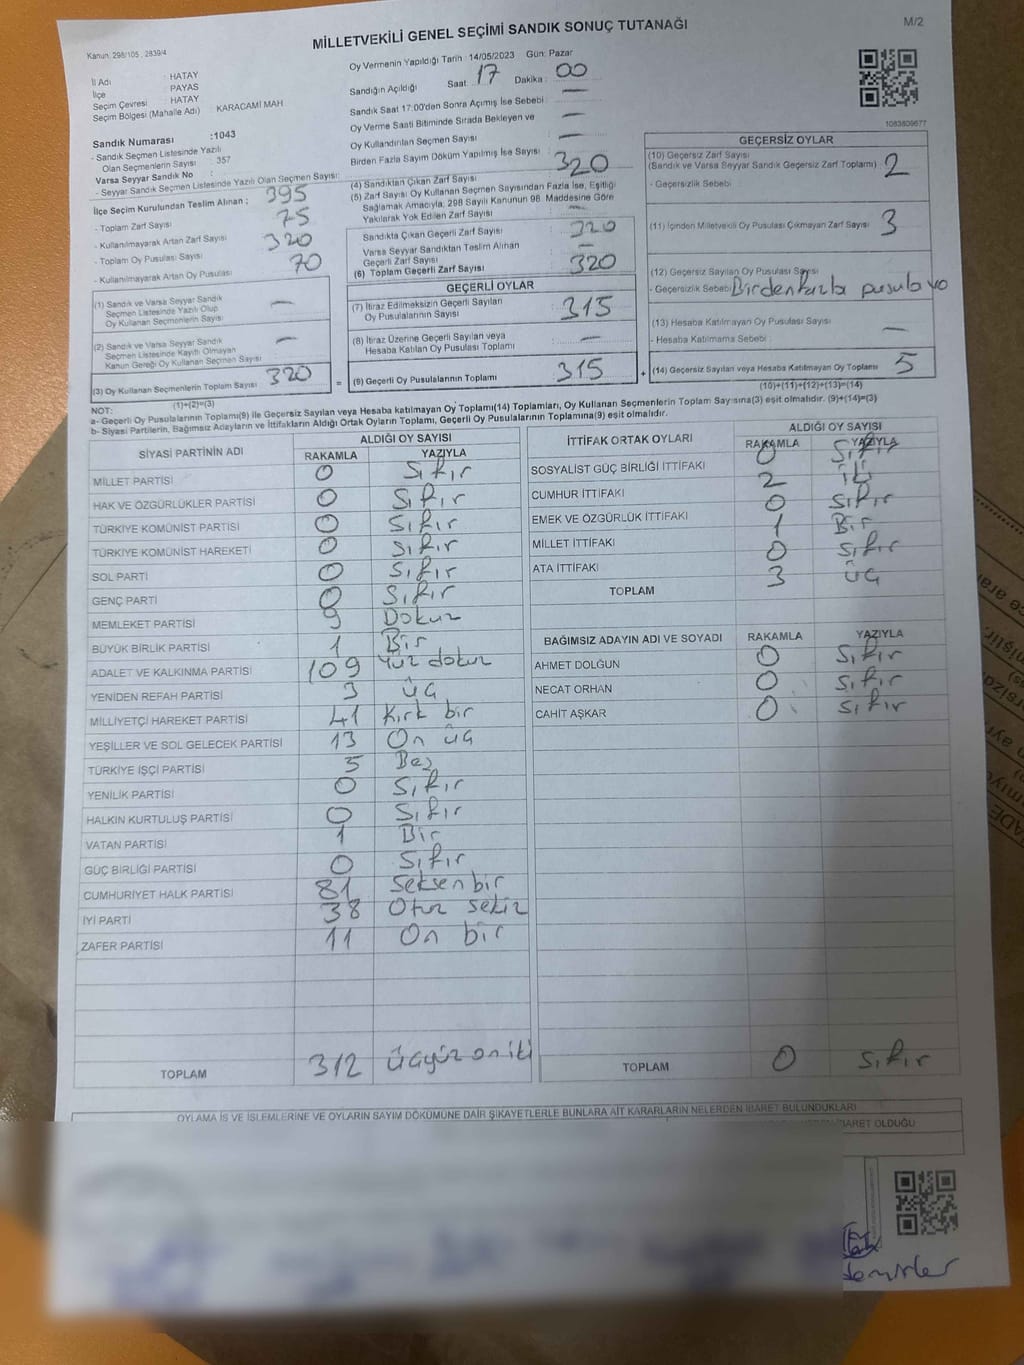 MİLLETVEKİLİ GENEL SEÇİMİ SANDIK SONUÇ TUTANAĞI
M/2
Kanun: 298/105 , 2839/4
Oy Vermenin Yapıldığı Tarih : 14/05/2023 Gün: Pazar
İl Adı : HATAY
İlçe : PAYAS
Seçim Çevresi : HATAY
Seçim Bölgesi (Mahalle Adı) : KARACAMİ MAH
Sandık Numarası :1043
- Sandık Seçmen Listesinde Yazılı
Olan Seçmenlerin Sayısı : 357
Varsa Seyyar Sandık No :
- Seyyar Sandık Seçmen Listesinde Yazılı Olan Seçmen Sayısı:
İlçe Seçim Kurulundan Teslim Alınan ;
- Toplam Zarf Sayısı 395
- Kullanılmayarak Artan Zarf Sayısı 75
- Toplam Oy Pusulası Sayısı 320
- Kullanılmayarak Artan Oy Pusulası 70
Sandığın Açıldığı Saat : 17 Dakika : 00
Sandık Saat 17:00'den Sonra Açımış İse Sebebi : —
Oy Verme Saati Bitiminde Sırada Bekleyen ve
Oy Kullandırılan Seçmen Sayısı : —
Birden Fazla Sayım Döküm Yapılmış İse Sayısı : —
(4) Sandıktan Çıkan Zarf Sayısı 320
(5) Zarf Sayısı Oy Kullanan Seçmen Sayısından Fazla İse, Eşitliği
Sağlamak Amacıyla; 298 Sayılı Kanunun 98. Maddesine Göre
Yakılarak Yok Edilen Zarf Sayısı —
Sandıkta Çıkan Geçerli Zarf Sayısı 320
Varsa Seyyar Sandıktan Teslim Alınan
Geçerli Zarf Sayısı —
(6) Toplam Geçerli Zarf Sayısı 320
1083809677
GEÇERSİZ OYLAR
(10) Geçersiz Zarf Sayısı
(Sandık ve Varsa Seyyar Sandık Geçersiz Zarf Toplamı) 2
- Geçersizlik Sebebi
(11) İçinden Milletvekili Oy Pusulası Çıkmayan Zarf Sayısı 3
(12) Geçersiz Sayılan Oy Pusulası Sayısı
- Geçersizlik Sebebi Birden fazla pusula
(13) Hesaba Katılmayan Oy Pusulası Sayısı —
- Hesaba Katılmama Sebebi
(14) Geçersiz Sayılan veya Hesaba Katılmayan Oy Toplamı 5
(10)+(11)+(12)+(13)=(14)
(1) Sandık ve Varsa Seyyar Sandık
Seçmen Listesinde Yazılı Olup
Oy Kullanan Seçmenlerin Sayısı —
(2) Sandık ve Varsa Seyyar Sandık
Seçmen Listesinde Kayıtlı Olmayan
Kanun Gereği Oy Kullanan Seçmen Sayısı —
(3) Oy Kullanan Seçmenlerin Toplam Sayısı 320 =
(1)+(2)=(3)
GEÇERLİ OYLAR
(7) İtiraz Edilmeksizin Geçerli Sayılan
Oy Pusulalarının Sayısı 315
(8) İtiraz Üzerine Geçerli Sayılan veya
Hesaba Katılan Oy Pusulası Toplamı —
(9) Geçerli Oy Pusulalarının Toplamı 315 +
NOT:
a- Geçerli Oy Pusulalarının Toplamı(9) ile Geçersiz Sayılan veya Hesaba katılmayan Oy Toplamı(14) Toplamları, Oy Kullanan Seçmenlerin Toplam Sayısına(3) eşit olmalıdır. (9)+(14)=(3)
b- Siyasi Partilerin, Bağımsız Adayların ve İttifakların Aldığı Ortak Oyların Toplamı, Geçerli Oy Pusulalarının Toplamına(9) eşit olmalıdır.
SİYASİ PARTİNİN ADI ALDIĞI OY SAYISI
RAKAMLA YAZIYLA
MİLLET PARTİSİ 0 Sıfır
HAK VE ÖZGÜRLÜKLER PARTİSİ 0 Sıfır
TÜRKİYE KOMÜNİST PARTİSİ 0 Sıfır
TÜRKİYE KOMÜNİST HAREKETİ 0 Sıfır
SOL PARTİ 0 Sıfır
GENÇ PARTİ 0 Sıfır
MEMLEKET PARTİSİ 9 Dokuz
BÜYÜK BİRLİK PARTİSİ 1 Bir
ADALET VE KALKINMA PARTİSİ 109 Yüz dokuz
YENİDEN REFAH PARTİSİ 3 Üç
MİLLİYETÇİ HAREKET PARTİSİ 41 Kırk bir
YEŞİLLER VE SOL GELECEK PARTİSİ 13 On üç
TÜRKİYE İŞÇİ PARTİSİ 5 Beş
YENİLİK PARTİSİ 0 Sıfır
HALKIN KURTULUŞ PARTİSİ 0 Sıfır
VATAN PARTİSİ 1 Bir
GÜÇ BİRLİĞİ PARTİSİ 0 Sıfır
CUMHURİYET HALK PARTİSİ 81 Seksen bir
İYİ PARTİ 38 Otuz sekiz
ZAFER PARTİSİ 11 On bir
TOPLAM 312 Üçyüz on iki
İTTİFAK ORTAK OYLARI ALDIĞI OY SAYISI
RAKAMLA YAZIYLA
SOSYALİST GÜÇ BİRLİĞİ İTTİFAKI 0 Sıfır
CUMHUR İTTİFAKI 2 İki
EMEK VE ÖZGÜRLÜK İTTİFAKI 0 Sıfır
MİLLET İTTİFAKI 1 Bir
ATA İTTİFAKI 0 Sıfır
TOPLAM 3 Üç
BAĞIMSIZ ADAYIN ADI VE SOYADI RAKAMLA YAZIYLA
AHMET DOLĞUN 0 Sıfır
NECAT ORHAN 0 Sıfır
CAHİT AŞKAR 0 Sıfır
TOPLAM 0 Sıfır
OYLAMA İŞ VE İŞLEMLERİNE VE OYLARIN SAYIM DÖKÜMÜNE DAİR ŞİKAYETLERLE BUNLARA AİT KARARLARIN NELERDEN İBARET BULUNDUKLARI
İBARET OLDUĞU